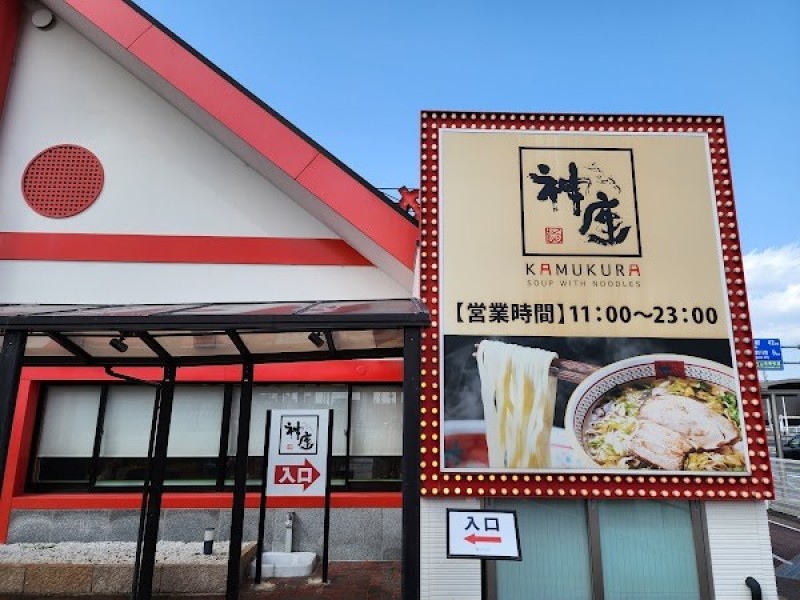 神座
KAMUKURA
SOUP WITH NOODLES
【営業時間】11:00～23:00
神座
入口
入口